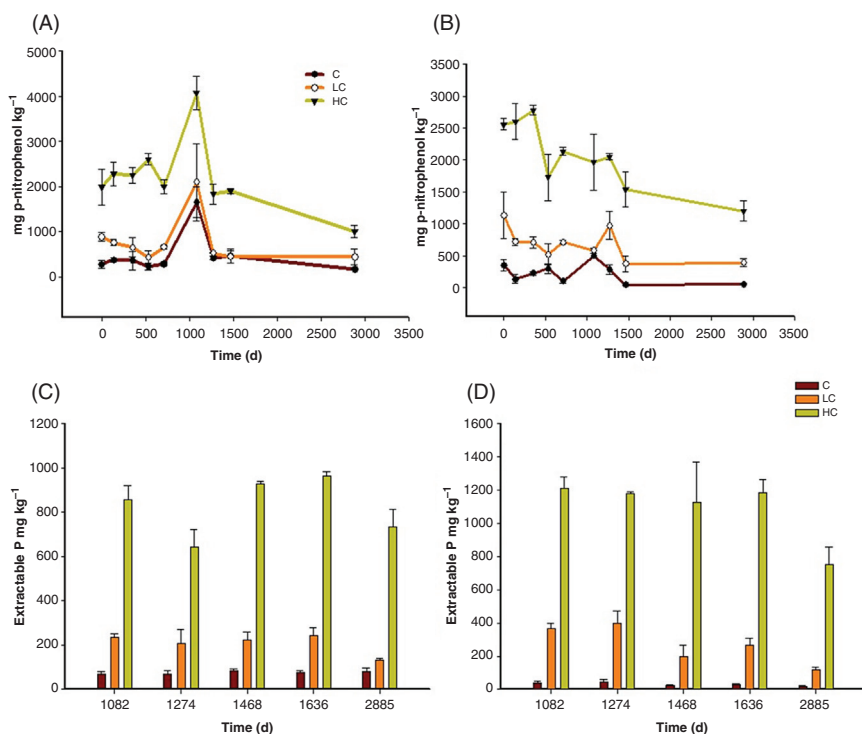 (A)
5000
4000
3000
2000
1000
0
mg p-nitrophenol kg⁻¹
C
LC
HC
0 500 1000 1500 2000 2500 3000 3500
Time (d)
(B)
3500
3000
2500
2000
1500
1000
500
0
mg p-nitrophenol kg⁻¹
0 500 1000 1500 2000 2500 3000 3500
Time (d)
(C)
1200
1000
800
600
400
200
0
Extractable P mg kg⁻¹
1082 1274 1468 1636 2885
Time (d)
(D)
C
LC
HC
1600
1400
1200
1000
800
600
400
200
0
Extractable P mg kg⁻¹
1082 1274 1468 1636 2885
Time (d)